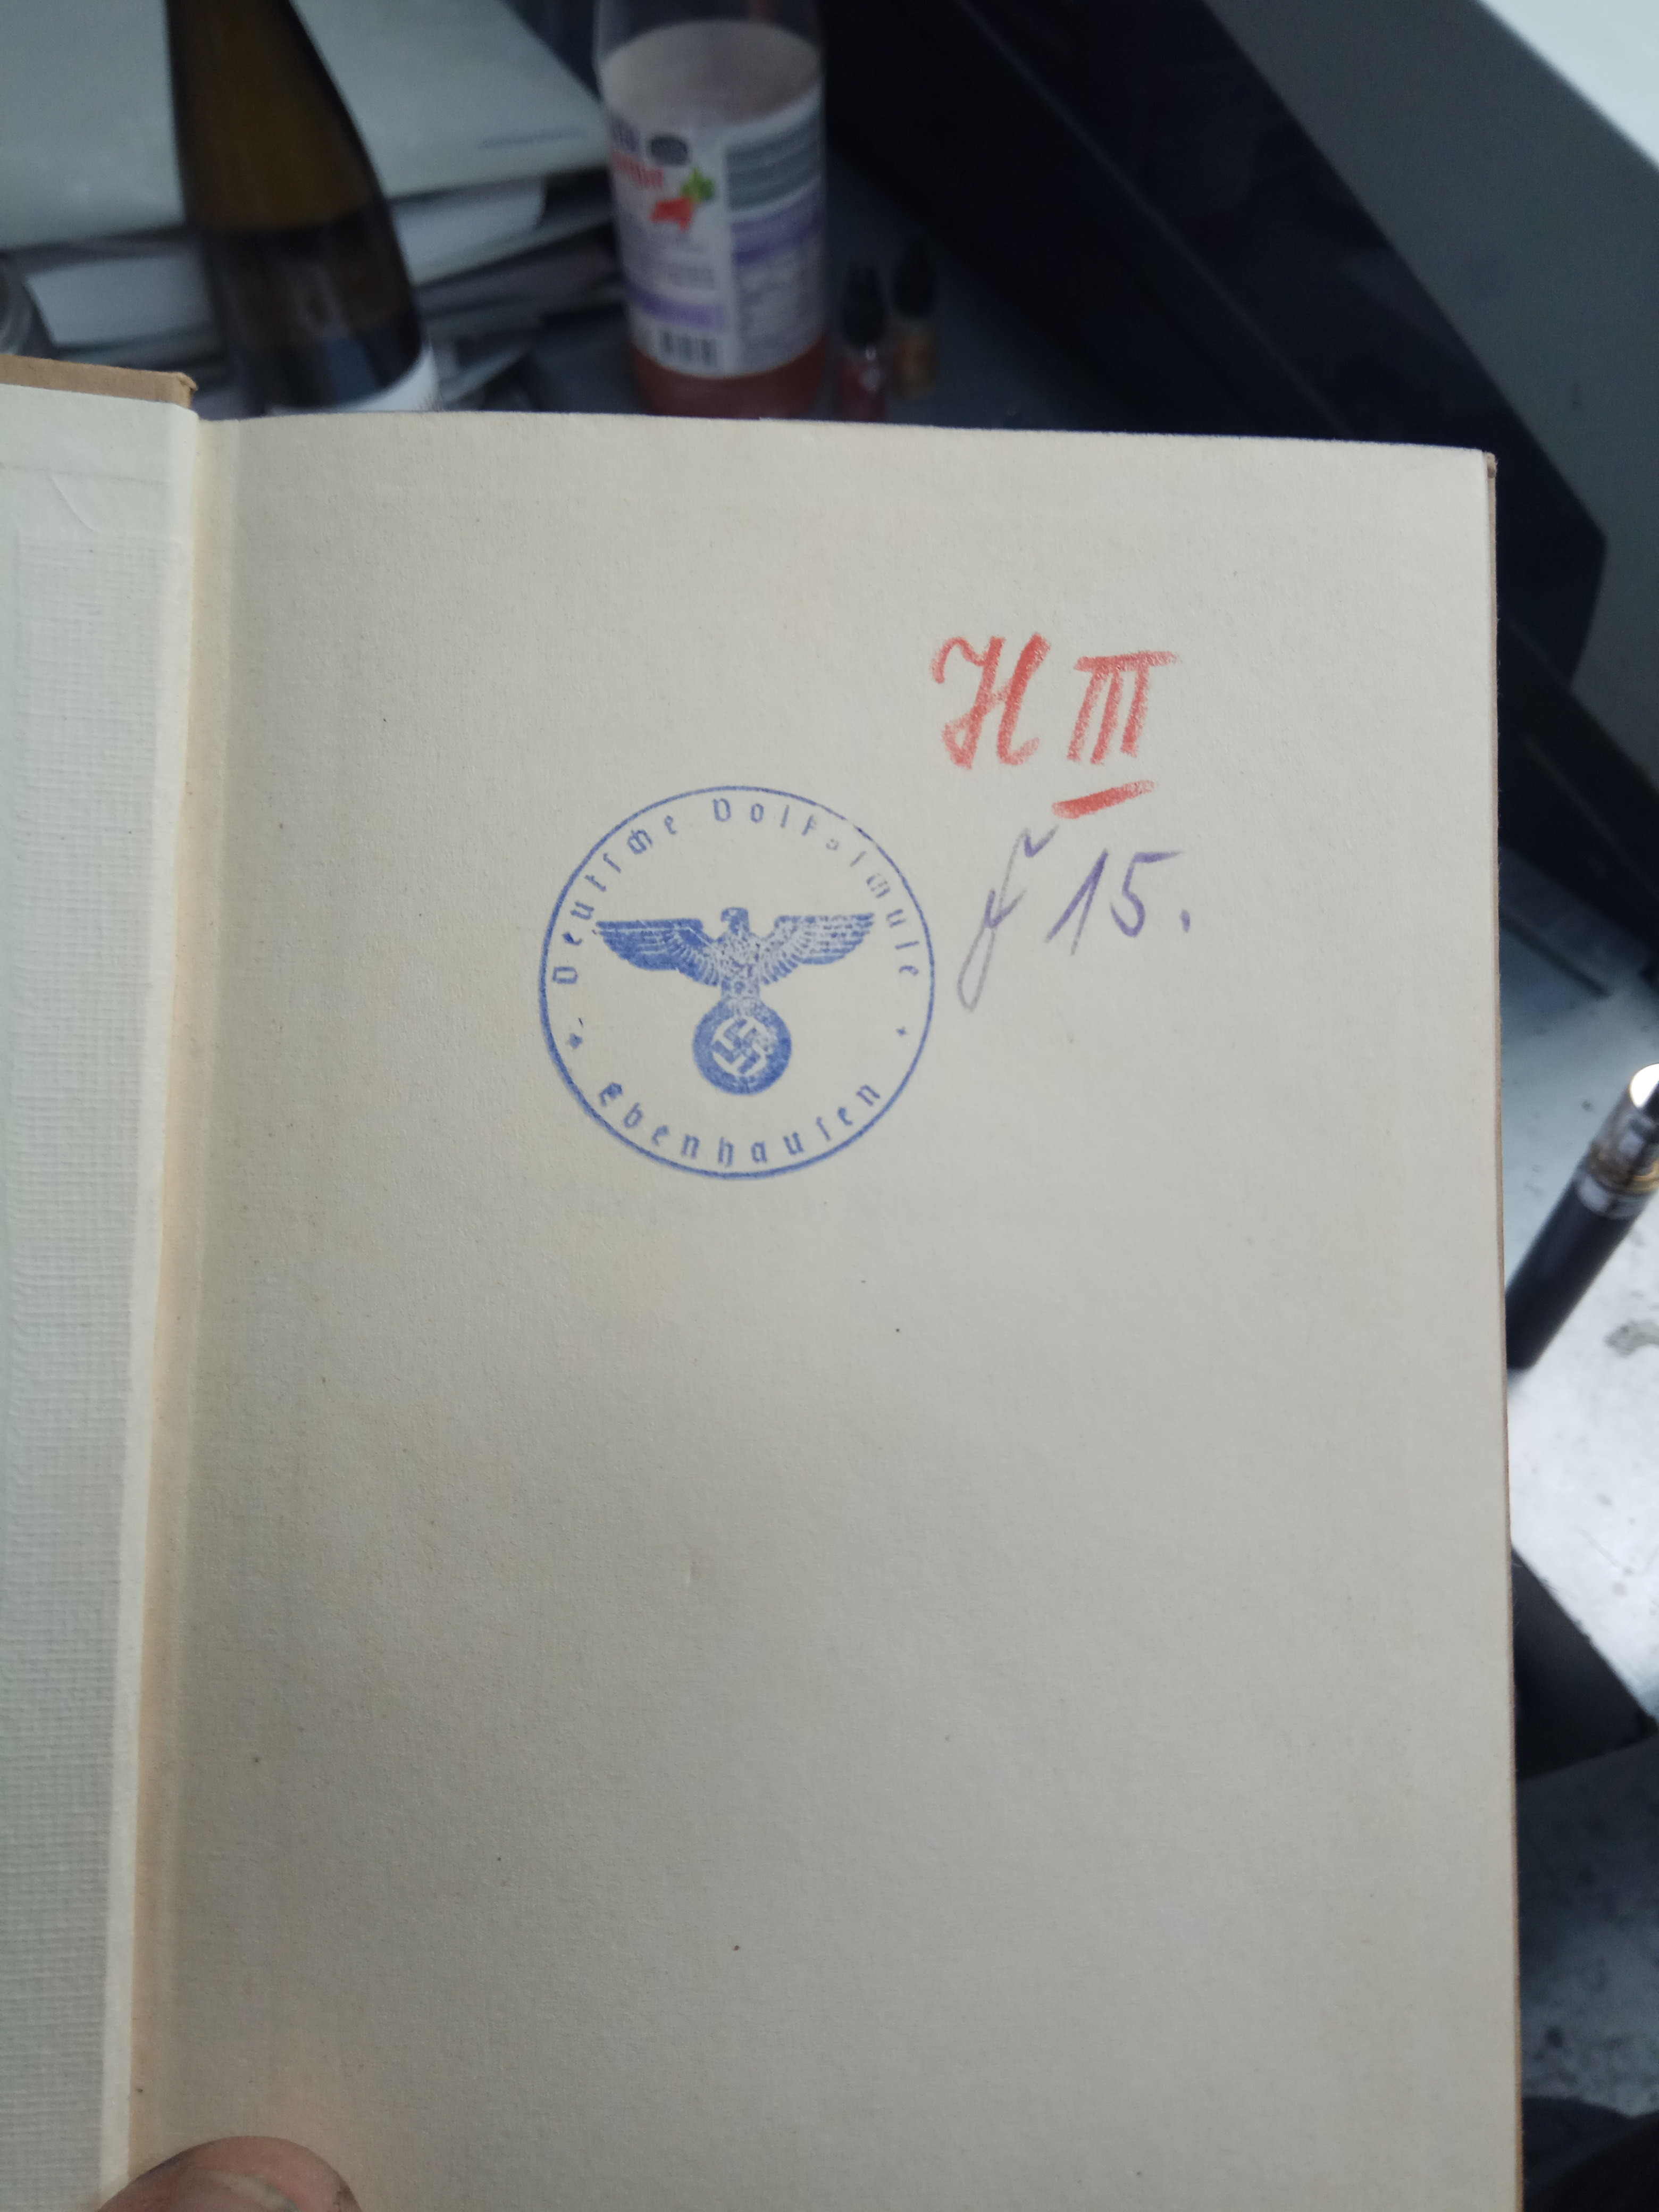 H III
15.
Deutsche Volksschule
Ebenhausen